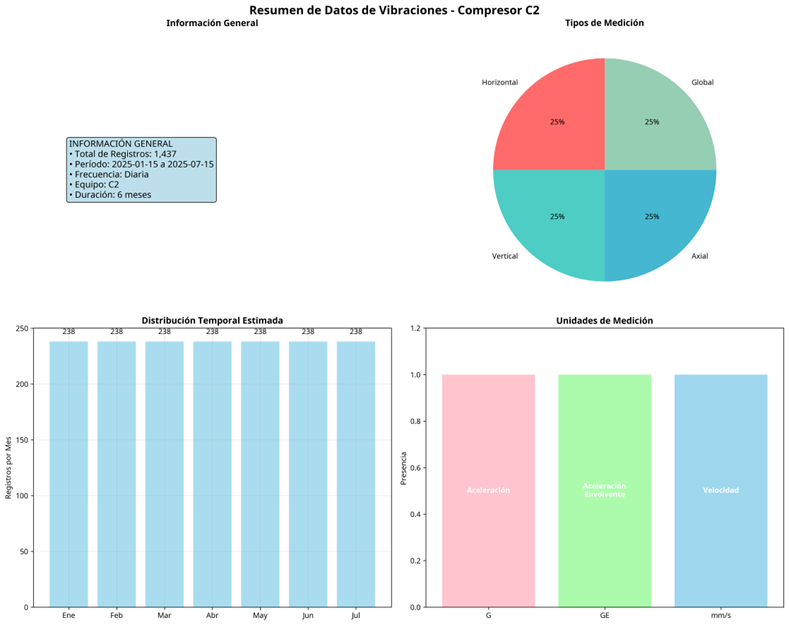 Resumen de Datos de Vibraciones - Compresor C2
Información General
INFORMACIÓN GENERAL
• Total de Registros: 1,437
• Período: 2025-01-15 a 2025-07-15
• Frecuencia: Diaria
• Equipo: C2
• Duración: 6 meses
Tipos de Medición
Horizontal
Global
25%
25%
25%
25%
Vertical
Axial
Distribución Temporal Estimada
Registros por Mes
250
200
150
100
50
0
238
238
238
238
238
238
238
Ene
Feb
Mar
Abr
May
Jun
Jul
Unidades de Medición
Presencia
1.2
1.0
0.8
0.6
0.4
0.2
0.0
Aceleración
Aceleración
Envolvente
Velocidad
G
GE
mm/s